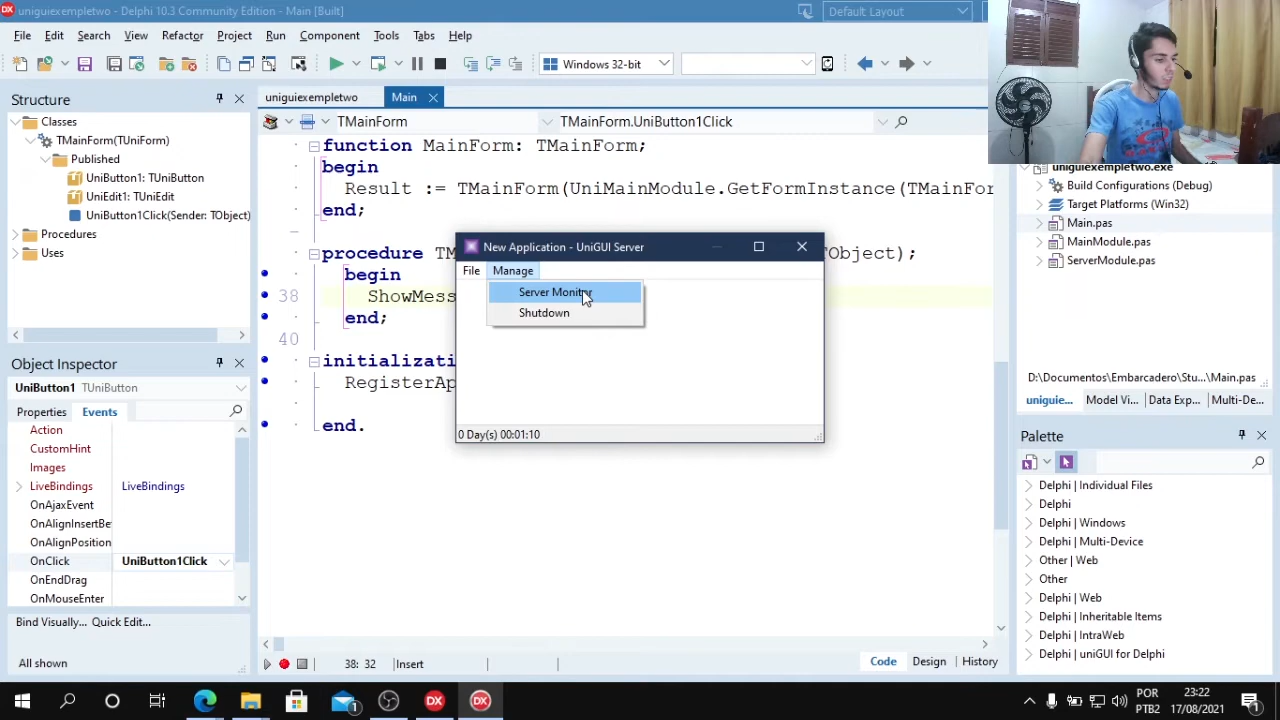 uniguiexempletwo - Delphi 10.3 Community Edition - Main [Built]
Default Layout
File Edit Search View Refactor Project Run Component Tools Tabs Help
Windows 32-bit
Structure
Classes
TMainForm(TUniForm)
Published
UniButton1: TUniButton
UniEdit1: TUniEdit
UniButton1Click(Sender: TObject)
Procedures
Uses
uniguiexempletwo Main
TMainForm TMainForm.UniButton1Click
function MainForm: TMainForm;
begin
Result := TMainForm(UniMainModule.GetFormInstance(TMainFor
end;
procedure TM TObject);
begin
38 ShowMess
end;
40
initializati
RegisterAp
end.
New Application - UniGUI Server
File Manage
Server Monitor
Shutdown
0 Day(s) 00:01:10
Object Inspector
UniButton1 TUniButton
Properties Events
Action
CustomHint
Images
LiveBindings LiveBindings
OnAjaxEvent
OnAlignInsertBe
OnAlignPosition
OnClick UniButton1Click
OnEndDrag
OnMouseEnter
Bind Visually... Quick Edit...
All shown
38: 32 Insert
Code Design History
uniguiexempletwo.exe
Build Configurations (Debug)
Target Platforms (Win32)
Main.pas
MainModule.pas
ServerModule.pas
D:\Documentos\Embarcadero\Stu...\Main.pas
uniguie... Model Vi... Data Exp... Multi-De...
Palette
Delphi | Individual Files
Delphi
Delphi | Windows
Delphi | Multi-Device
Other | Web
Other
Delphi | Web
Delphi | Inheritable Items
Delphi | IntraWeb
Delphi | uniGUI for Delphi
DX DX
1
POR
PTB2
23:22
17/08/2021
1